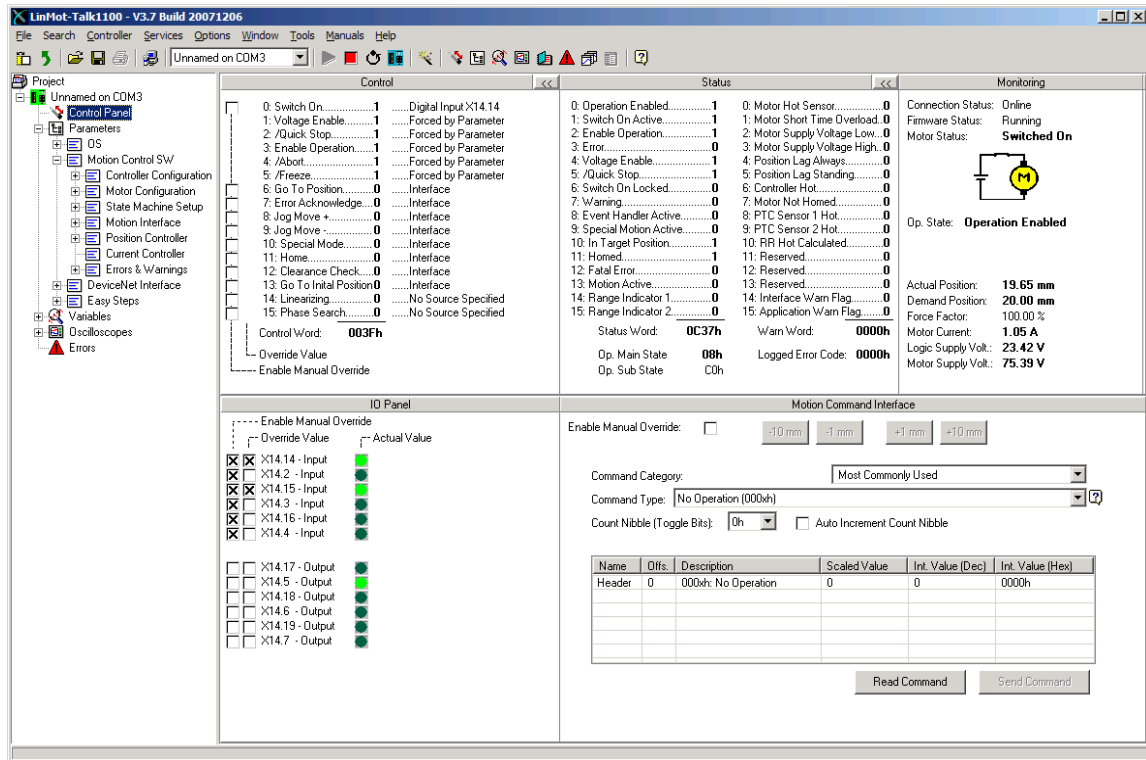 LinMot-Talk1100 - V3.7 Build 20071206
File Search Controller Services Options Window Tools Manuals Help
Unnamed on COM3
Project
Unnamed on COM3
Control Panel
Parameters
OS
Motion Control SW
Controller Configuration
Motor Configuration
State Machine Setup
Motion Interface
Position Controller
Current Controller
Errors & Warnings
DeviceNet Interface
Easy Steps
Variables
Oscilloscopes
Errors
Control <<
0: Switch On.................1 ......Digital Input X14.14
1: Voltage Enable..........1 ......Forced by Parameter
2: /Quick Stop...............1 ......Forced by Parameter
3: Enable Operation.......1 ......Forced by Parameter
4: /Abort.......................1 ......Forced by Parameter
5: /Freeze.....................1 ......Forced by Parameter
6: Go To Position..........0 ......Interface
7: Error Acknowledge....0 ......Interface
8: Jog Move +..............0 ......Interface
9: Jog Move -...............0 ......Interface
10: Special Mode..........0 ......Interface
11: Home.....................0 ......Interface
12: Clearance Check.....0 ......Interface
13: Go To Inital Position 0 ......Interface
14: Linearizing...............0 ......No Source Specified
15: Phase Search..........0 ......No Source Specified
Control Word: 003Fh
Override Value
Enable Manual Override
Status <<
0: Operation Enabled..............1
1: Switch On Active................1
2: Enable Operation................1
3: Error...................................0
4: Voltage Enable...................1
5: /Quick Stop........................1
6: Switch On Locked..............0
7: Warning..............................0
8: Event Handler Active..........0
9: Special Motion Active.........0
10: In Target Position..............1
11: Homed..............................1
12: Fatal Error.........................0
13: Motion Active....................0
14: Range Indicator 1..............0
15: Range Indicator 2..............0
Status Word: 0C37h
Op. Main State 08h
Op. Sub State C0h
0: Motor Hot Sensor................0
1: Motor Short Time Overload..0
2: Motor Supply Voltage Low...0
3: Motor Supply Voltage High..0
4: Position Lag Always............0
5: Position Lag Standing..........0
6: Controller Hot......................0
7: Motor Not Homed................0
8: PTC Sensor 1 Hot................0
9: PTC Sensor 2 Hot................0
10: RR Hot Calculated............0
11: Reserved..........................0
12: Reserved..........................0
13: Reserved..........................0
14: Interface Warn Flag...........0
15: Application Warn Flag........0
Warn Word: 0000h
Logged Error Code: 0000h
Monitoring
Connection Status: Online
Firmware Status: Running
Motor Status: Switched On
M
Op. State: Operation Enabled
Actual Position: 19.65 mm
Demand Position: 20.00 mm
Force Factor: 100.00 %
Motor Current: 1.05 A
Logic Supply Volt.: 23.42 V
Motor Supply Volt.: 75.39 V
IO Panel
Enable Manual Override
Override Value Actual Value
X14.14 - Input
X14.2 - Input
X14.15 - Input
X14.3 - Input
X14.16 - Input
X14.4 - Input
X14.17 - Output
X14.5 - Output
X14.18 - Output
X14.6 - Output
X14.19 - Output
X14.7 - Output
Motion Command Interface
Enable Manual Override: -10 mm -1 mm +1 mm +10 mm
Command Category: Most Commonly Used
Command Type: No Operation (000xh)
Count Nibble (Toggle Bits): 0h Auto Increment Count Nibble
Name Offs. Description Scaled Value Int. Value (Dec) Int. Value (Hex)
Header 0 000xh: No Operation 0 0 0000h
Read Command Send Command